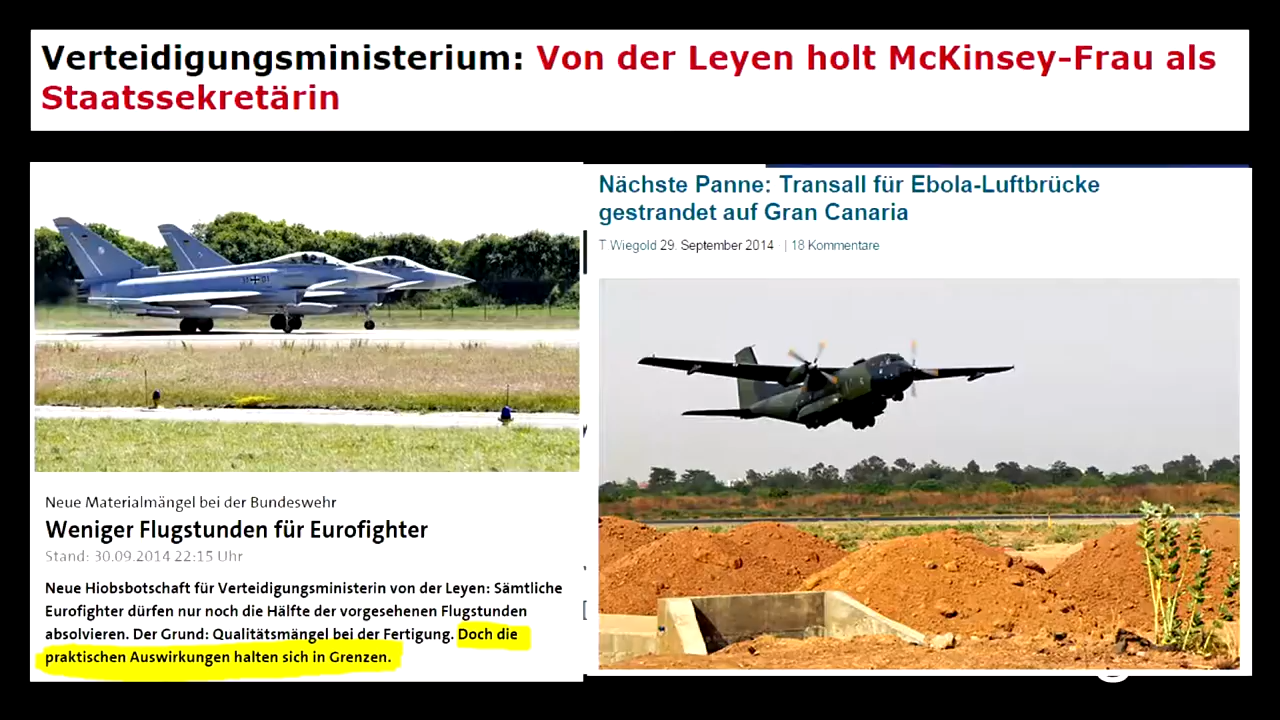 Verteidigungsministerium: Von der Leyen holt McKinsey-Frau als
Staatssekretärin
Nächste Panne: Transall für Ebola-Luftbrücke
gestrandet auf Gran Canaria
T Wiegold 29. September 2014 | 18 Kommentare
Neue Materialmängel bei der Bundeswehr
Weniger Flugstunden für Eurofighter
Stand: 30.09.2014 22:15 Uhr
Neue Hiobsbotschaft für Verteidigungsministerin von der Leyen: Sämtliche
Eurofighter dürfen nur noch die Hälfte der vorgesehenen Flugstunden
absolvieren. Der Grund: Qualitätsmängel bei der Fertigung. Doch die
praktischen Auswirkungen halten sich in Grenzen.